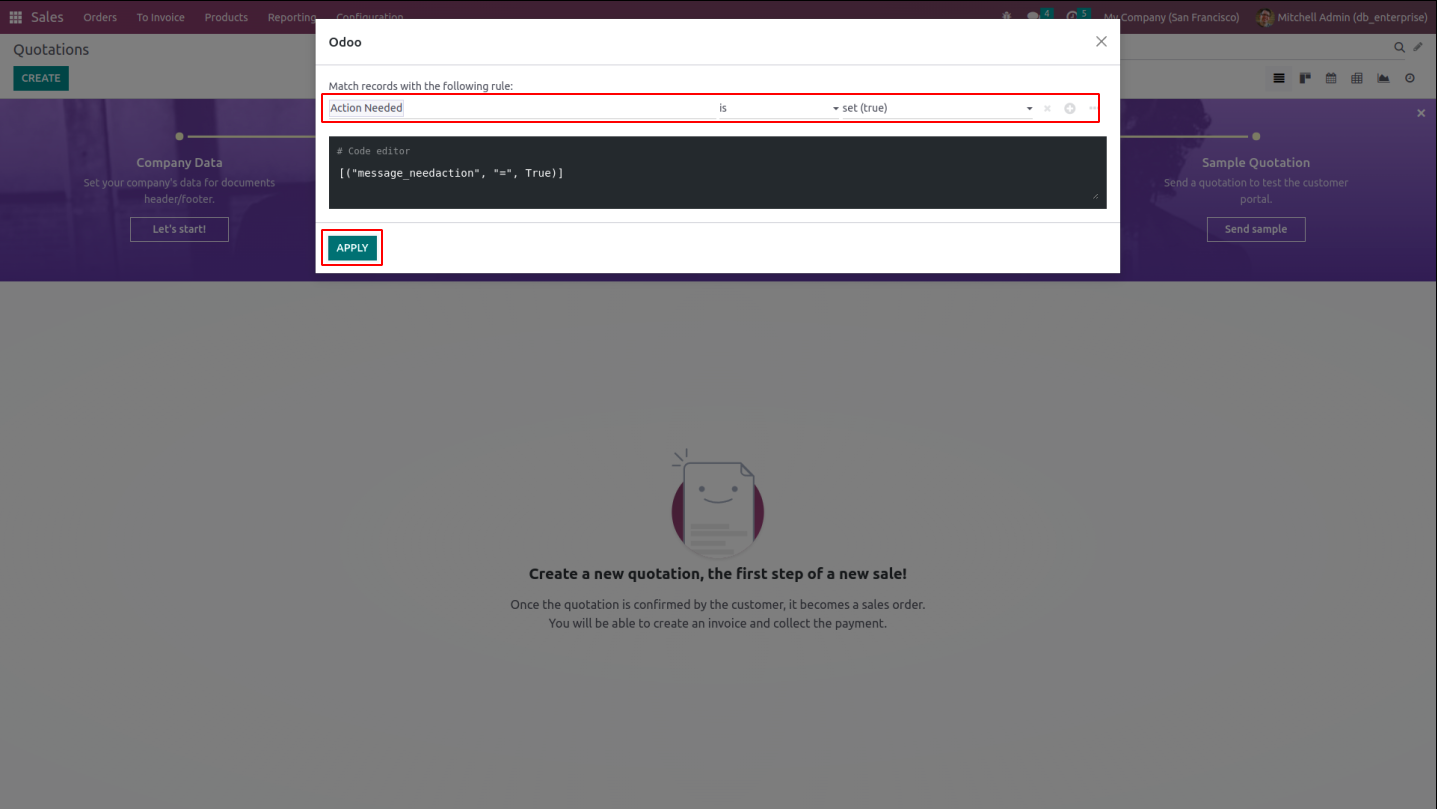 Sales Orders To Invoice Products Reporting Configuration 4 5 My Company (San Francisco) Mitchell Admin (db_enterprise)
Quotations
CREATE
Odoo
Match records with the following rule:
Action Needed is set (true)
# Code editor
[("message_needaction", "=", True)]
APPLY
Company Data
Set your company's data for documents
header/footer.
Let's start!
Sample Quotation
Send a quotation to test the customer
portal.
Send sample
Create a new quotation, the first step of a new sale!
Once the quotation is confirmed by the customer, it becomes a sales order.
You will be able to create an invoice and collect the payment.